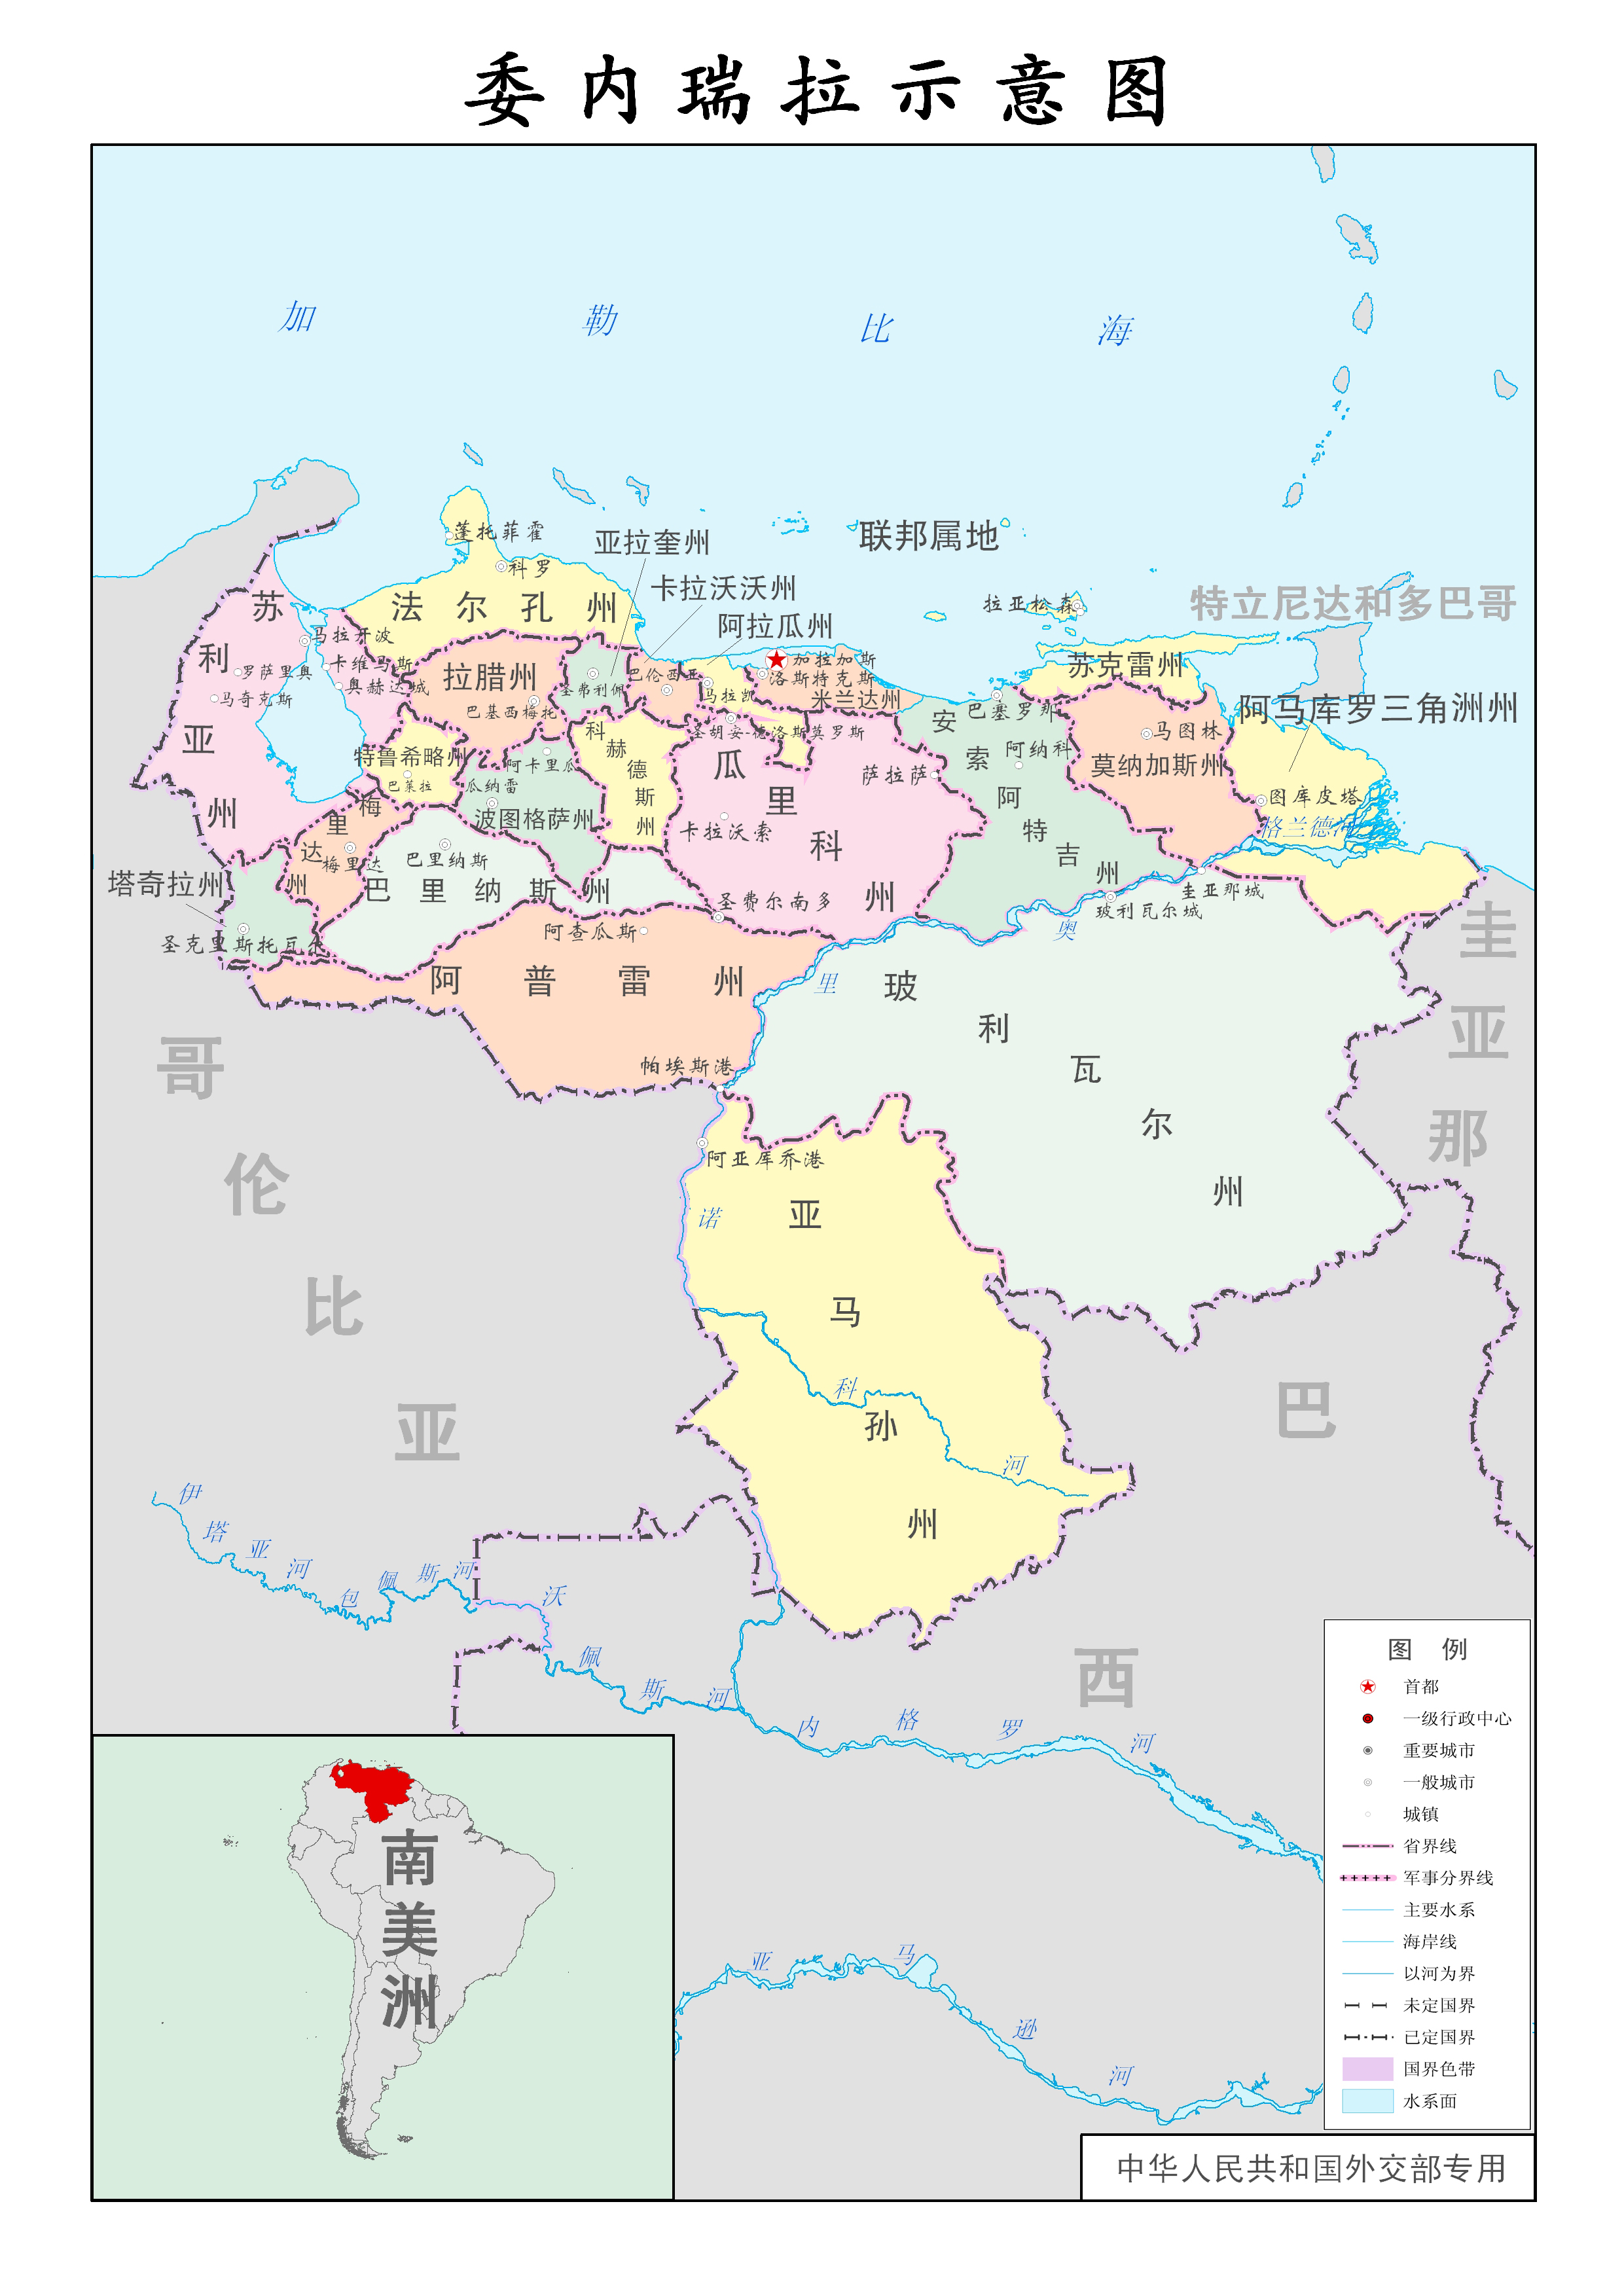 委内瑞拉示意图
加勒比海
联邦属地
特立尼达和多巴哥
亚拉奎州
卡拉沃沃州
阿拉瓜州
蓬托菲霍
科罗
法尔孔州
苏利亚州
马拉开波
卡维马斯
罗萨里奥
奥赫达城
马奇克斯
拉腊州
巴基西梅托
圣弗利佩
巴伦西亚
马拉凯
加拉加斯
洛斯特克斯
米兰达州
拉亚松森
苏克雷州
阿马库罗三角洲州
巴塞罗那
安索阿特吉州
阿纳科
马图林
莫纳加斯州
图库皮塔
格兰德河
圣胡安-德洛斯莫罗斯
科赫德斯州
特鲁希略州
巴莱拉
阿卡里瓜
瓜纳雷
波图格萨州
瓜里科州
萨拉萨
卡拉沃索
梅里达州
梅里达
巴里纳斯
巴里纳斯州
塔奇拉州
圣克里斯托瓦尔
圣费尔南多
阿查瓜斯
阿普雷州
帕埃斯港
圭亚那城
玻利瓦尔城
奥里诺科河
玻利瓦尔州
阿亚库乔港
亚马孙州
哥伦比亚
圭亚那
巴西
伊塔亚河
包佩斯河
沃佩斯河
内格罗河
亚马逊河
南美洲
图例
首都
一级行政中心
重要城市
一般城市
城镇
省界线
军事分界线
主要水系
海岸线
以河为界
未定国界
已定国界
国界色带
水系面
中华人民共和国外交部专用